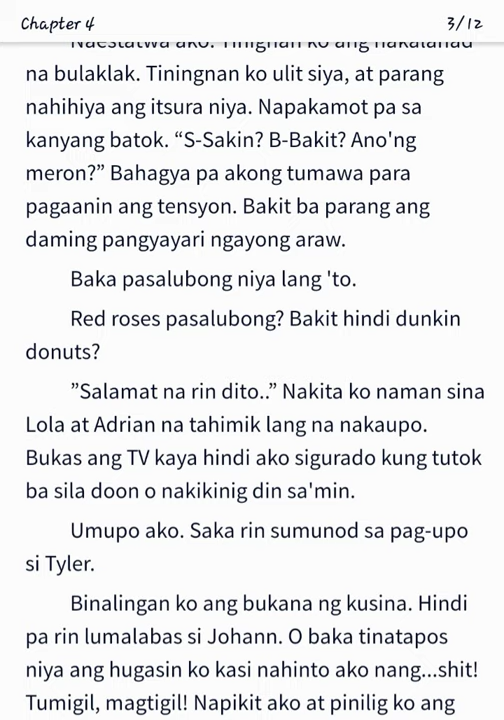 Chapter 4
3/12
Naestatwa ako. Tinignan ko ang nakalahad
na bulaklak. Tiningnan ko ulit siya, at parang
nahihiya ang itsura niya. Napakamot pa sa
kanyang batok. “S-Sakin? B-Bakit? Ano'ng
meron?” Bahagya pa akong tumawa para
pagaanin ang tensyon. Bakit ba parang ang
daming pangyayari ngayong araw.
Baka pasalubong niya lang 'to.
Red roses pasalubong? Bakit hindi dunkin
donuts?
”Salamat na rin dito..” Nakita ko naman sina
Lola at Adrian na tahimik lang na nakaupo.
Bukas ang TV kaya hindi ako sigurado kung tutok
ba sila doon o nakikinig din sa'min.
Umupo ako. Saka rin sumunod sa pag-upo
si Tyler.
Binalingan ko ang bukana ng kusina. Hindi
pa rin lumalabas si Johann. O baka tinatapos
niya ang hugasin ko kasi nahinto ako nang...shit!
Tumigil, magtigil! Napikit ako at pinilig ko ang